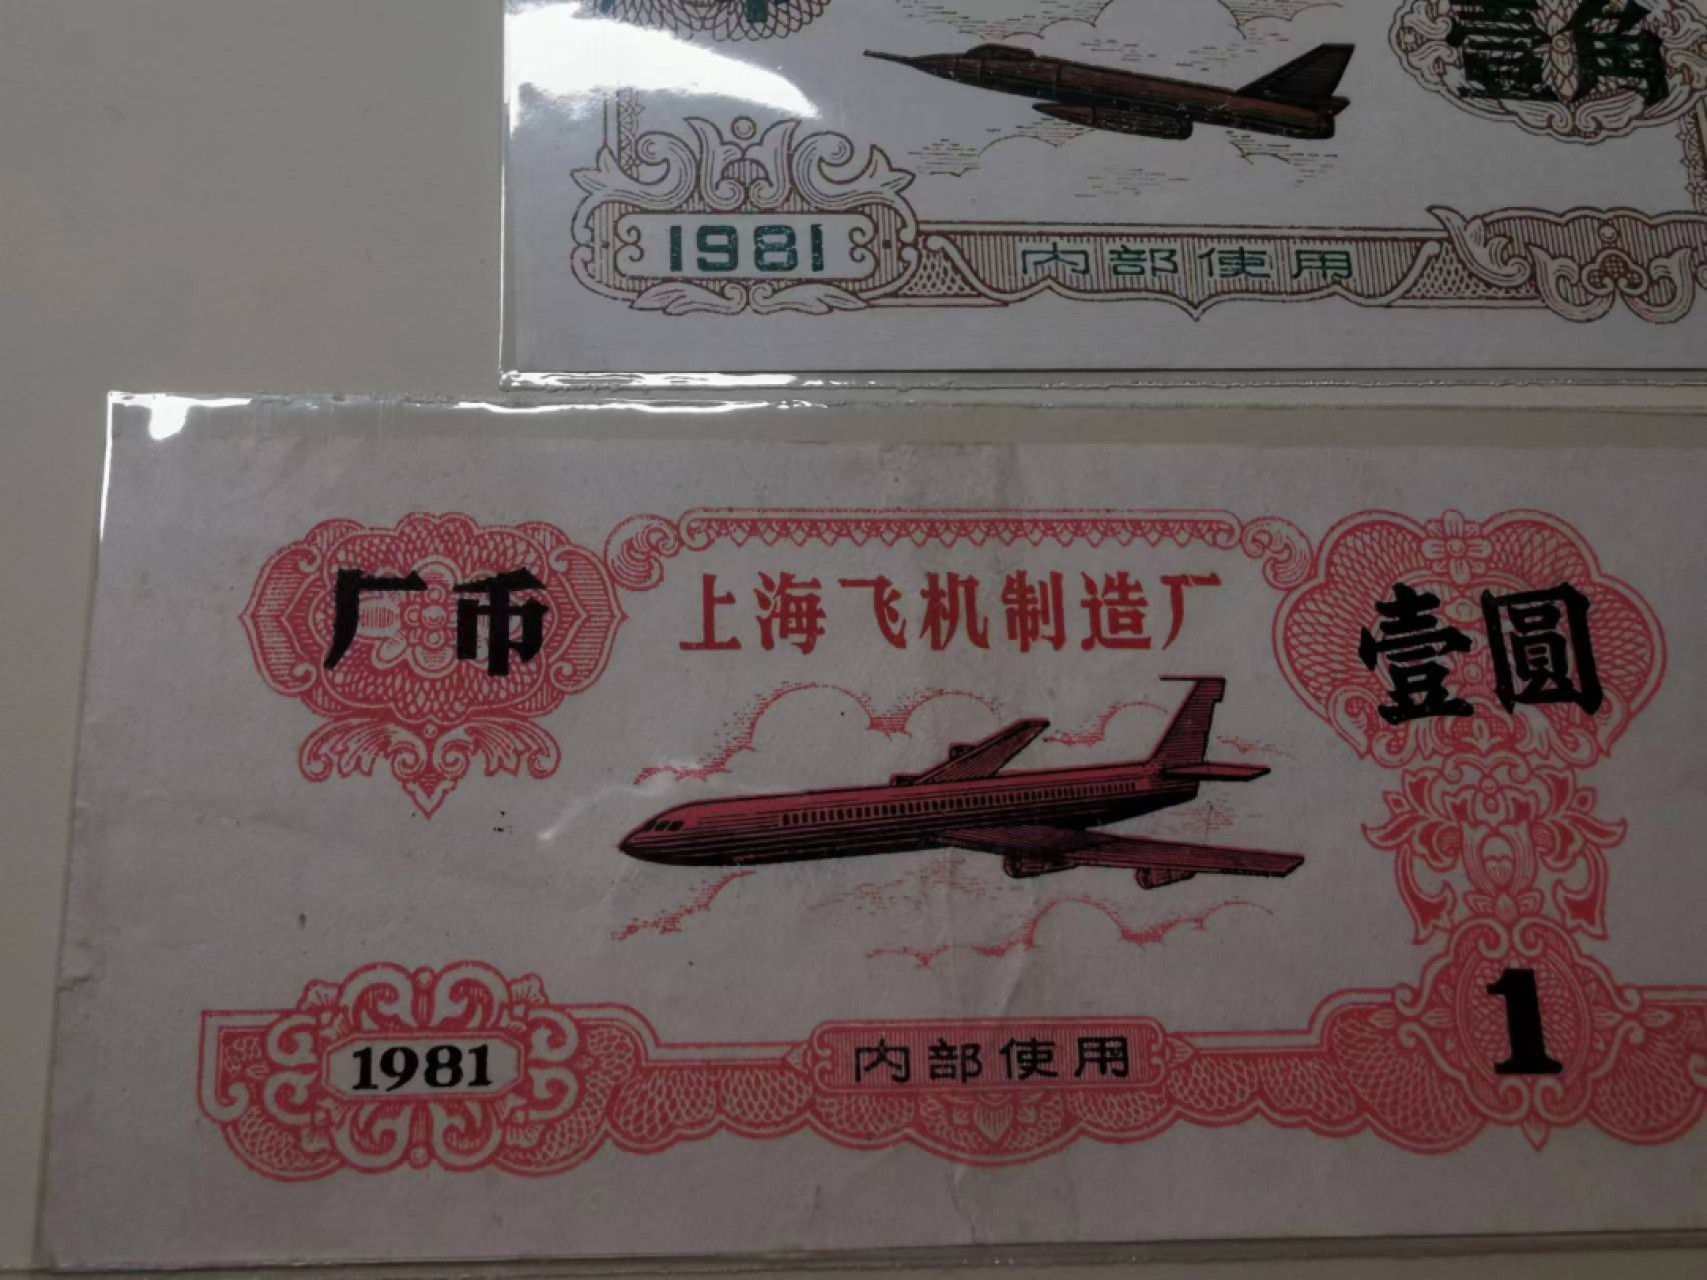 壹角
1981
内部使用
厂币
上海飞机制造厂
壹圆
1
1981
内部使用